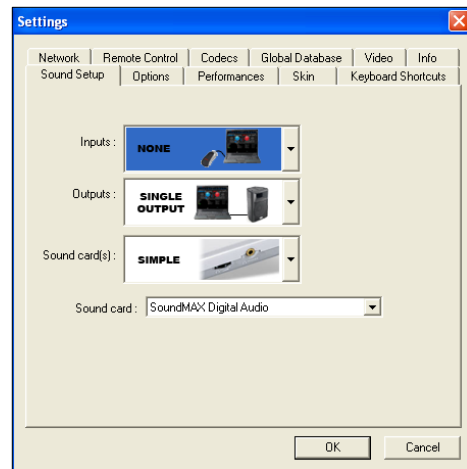 Settings
Network Remote Control Codecs Global Database Video Info
Sound Setup Options Performances Skin Keyboard Shortcuts
Inputs : NONE
Outputs : SINGLE OUTPUT
Sound card(s) : SIMPLE
Sound card : SoundMAX Digital Audio
OK Cancel